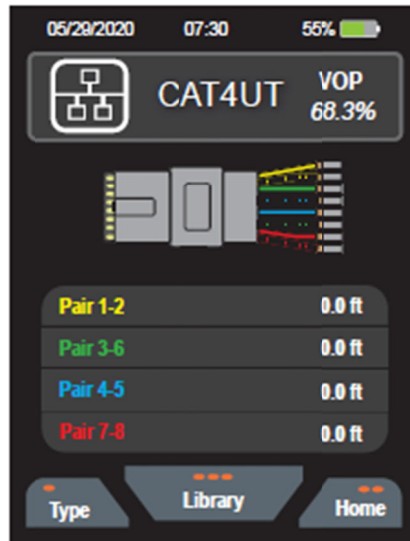 05/29/2020 07:30 55%
CAT4UT VOP
68.3%
Pair 1-2 0.0 ft
Pair 3-6 0.0 ft
Pair 4-5 0.0 ft
Pair 7-8 0.0 ft
Type Library Home